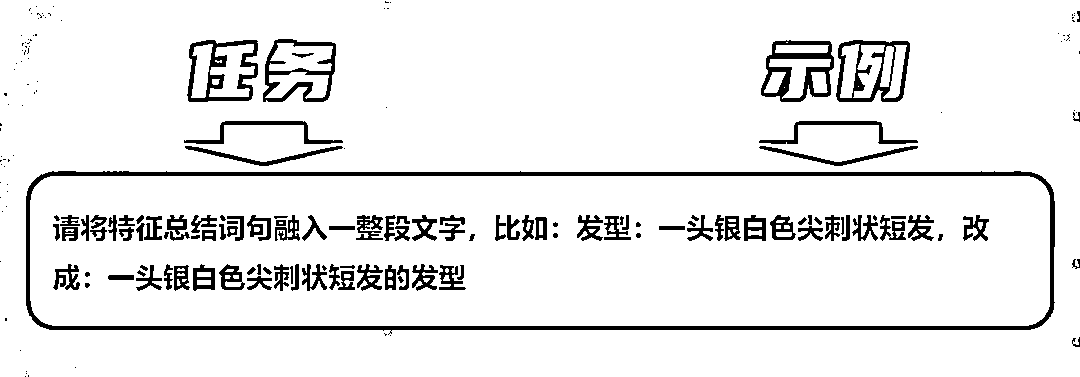 任务
示例
请将特征总结词句融入一整段文字，比如：发型：一头银白色尖刺状短发，改
成：一头银白色尖刺状短发的发型